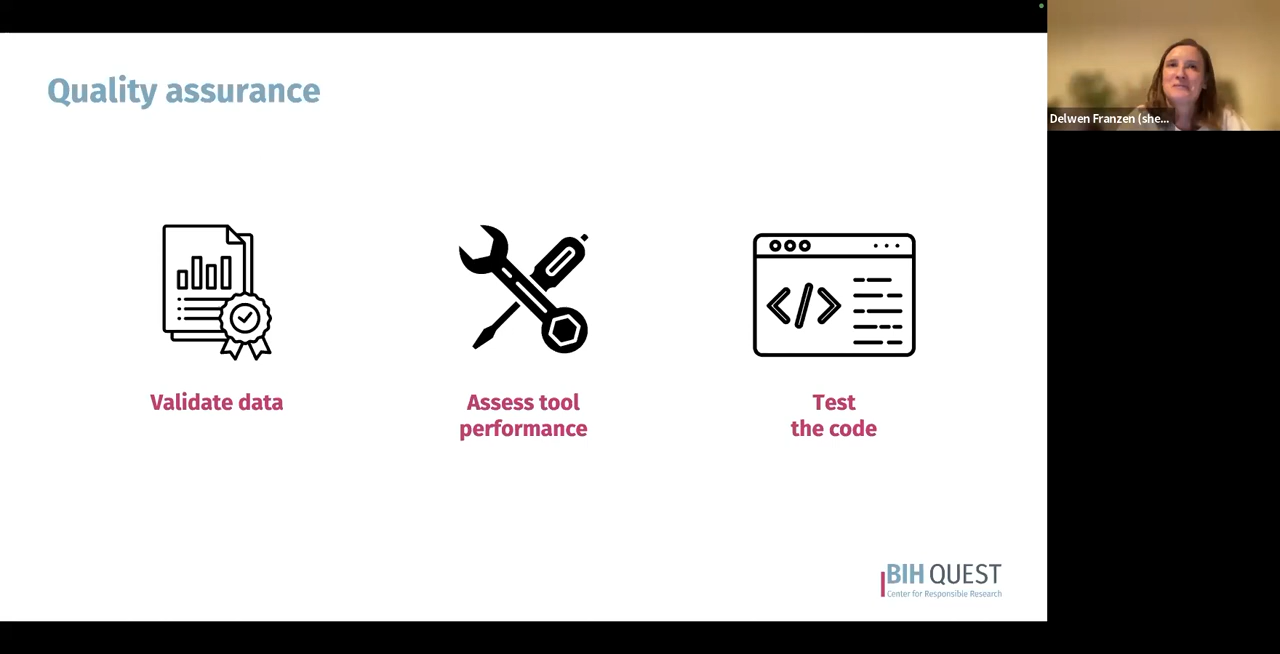 Quality assurance
Delwen Franzen (she...
</>
Validate data
Assess tool
performance
Test
the code
BIH QUEST
Center for Responsible Research